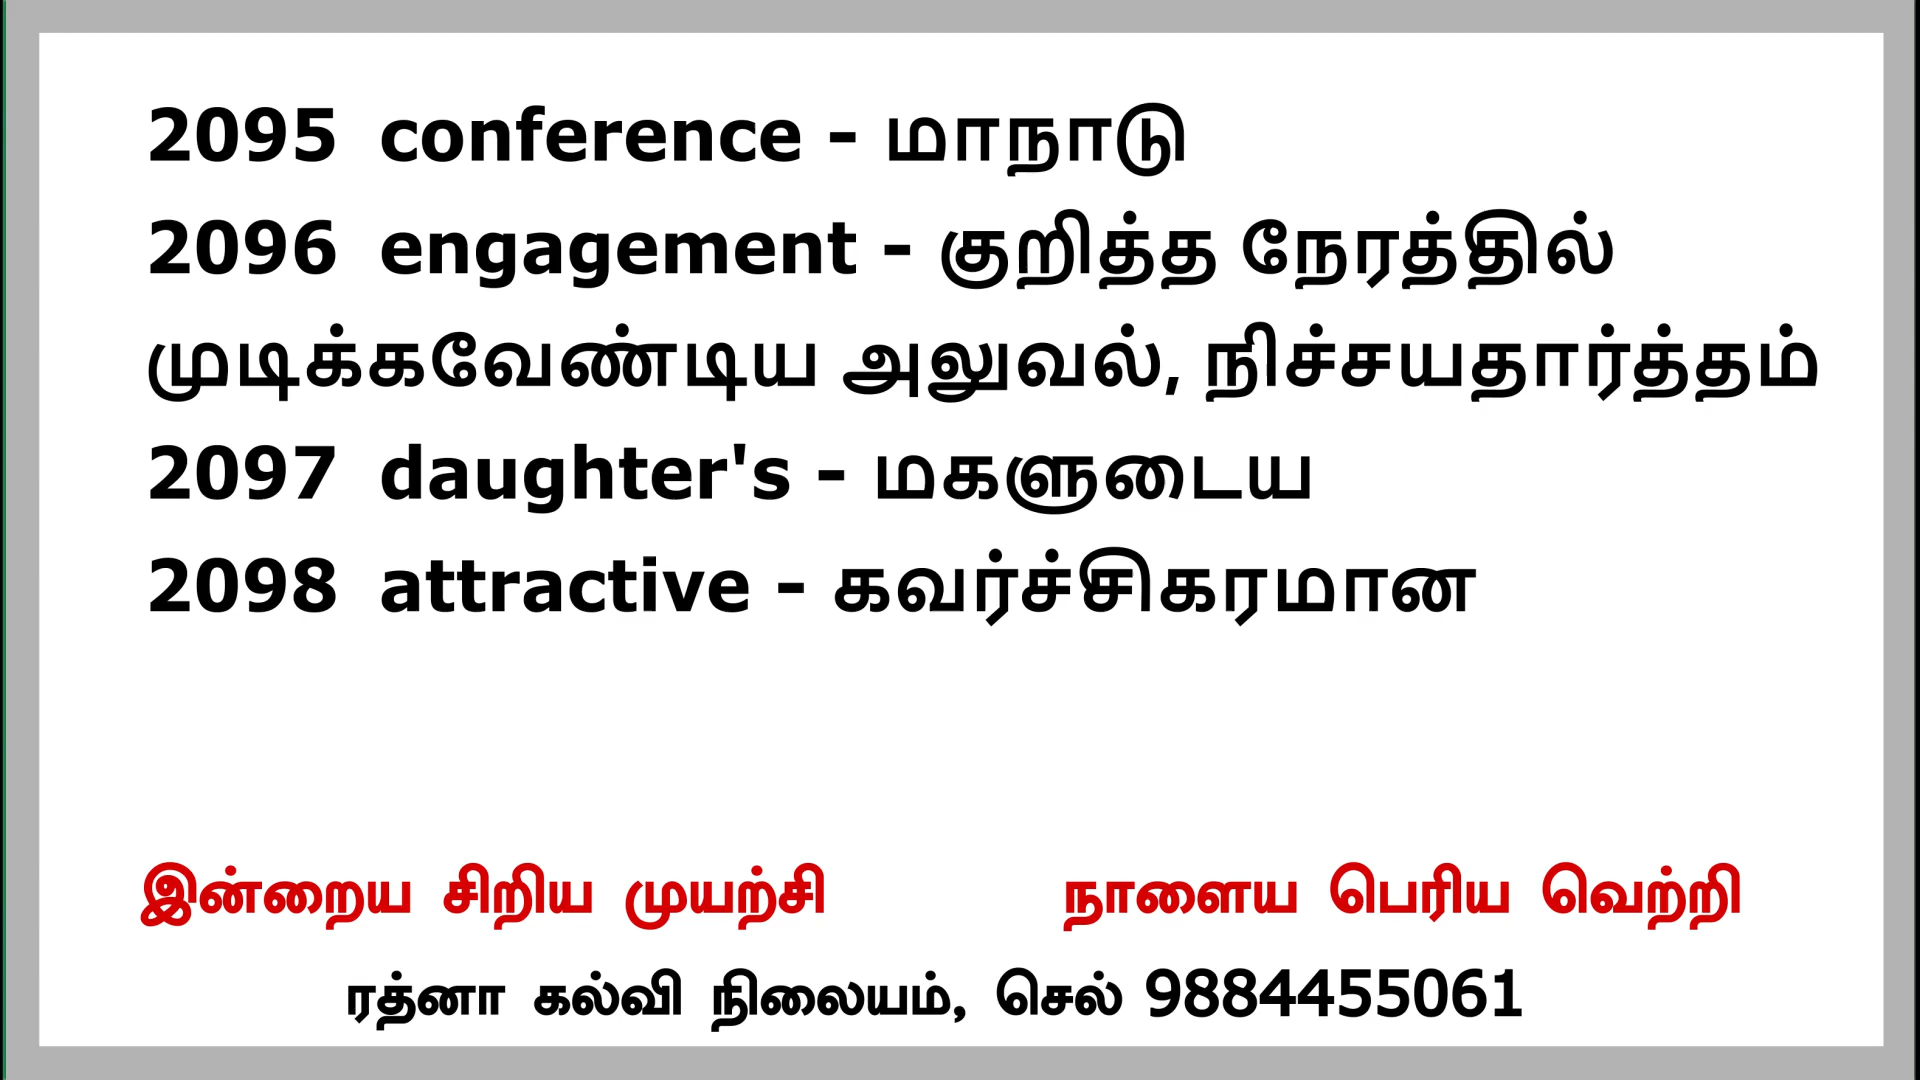 2095 conference - மாநாடு
2096 engagement - குறித்த நேரத்தில்
முடிக்கவேண்டிய அலுவல், நிச்சயதார்த்தம்
2097 daughter's - மகளுடைய
2098 attractive - கவர்ச்சிகரமான
இன்றைய சிறிய முயற்சி நாளைய பெரிய வெற்றி
ரத்னா கல்வி நிலையம், செல் 9884455061